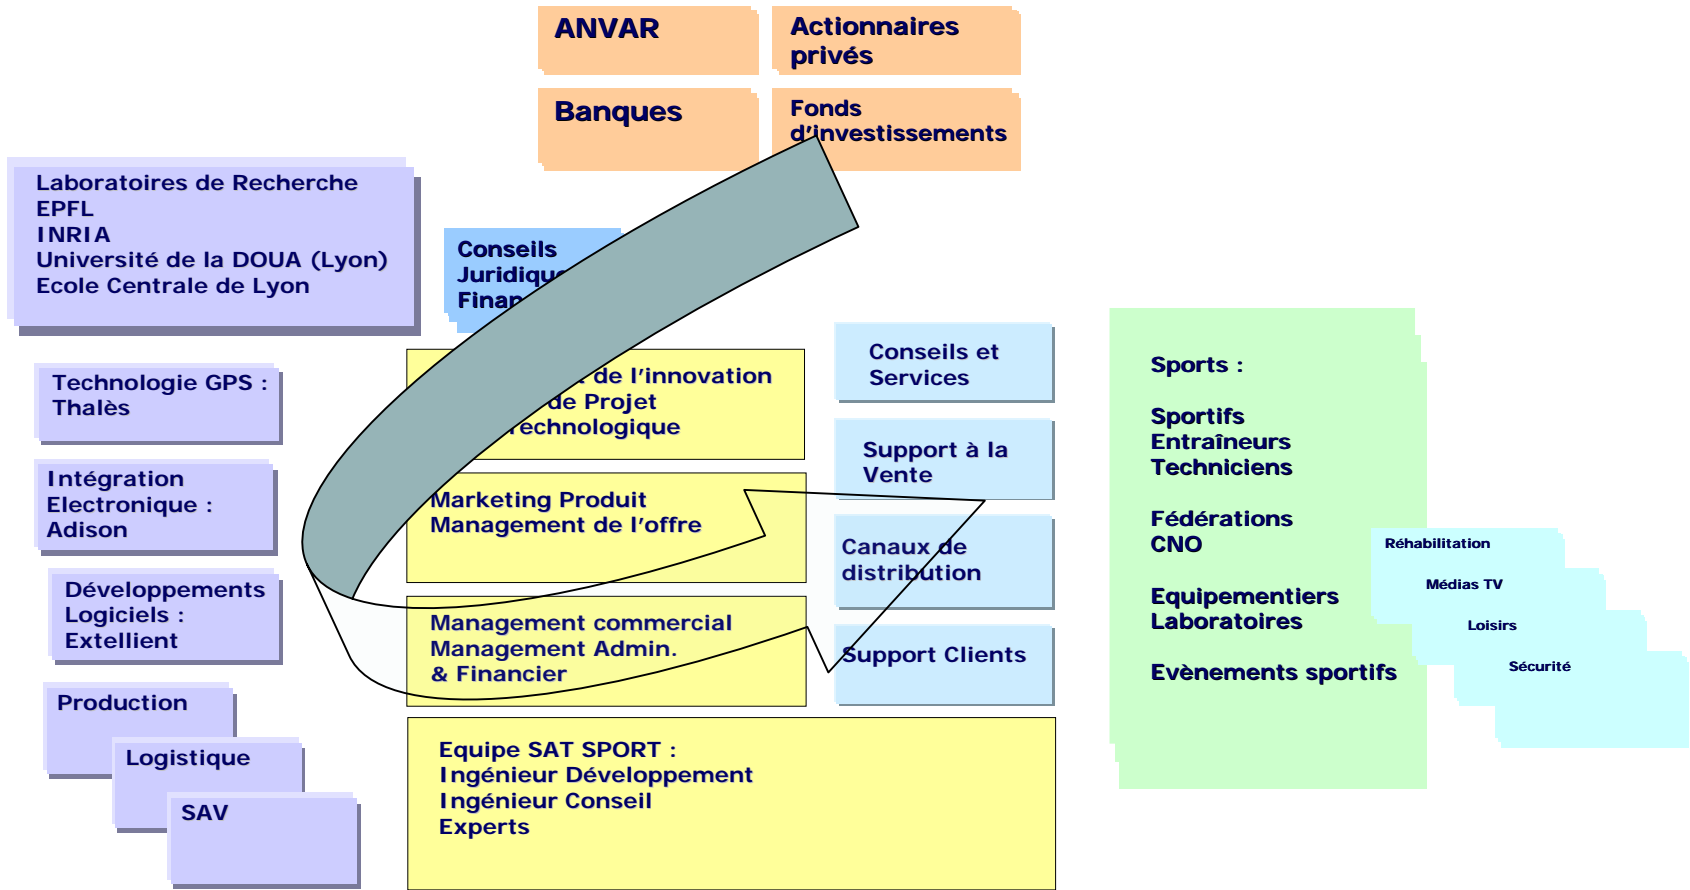 ANVAR
Actionnaires
privés
Banques
Fonds
d'investissements
Laboratoires de Recherche
EPFL
INRIA
Université de la DOUA (Lyon)
Ecole Centrale de Lyon
Conseils
Technologie GPS :
Thalès
Intégration
Electronique :
Adison
Développements
Logiciels :
Extellient
Production
Logistique
SAV
de l'innovation
de Projet
Technologique
Marketing Produit
Management de l'offre
Management commercial
Management Admin.
& Financier
Equipe SAT SPORT :
Ingénieur Développement
Ingénieur Conseil
Experts
Conseils et
Services
Support à la
Vente
Canaux de
distribution
Support Clients
Sports :
Sportifs
Entraîneurs
Techniciens
Fédérations
CNO
Equipementiers
Laboratoires
Evènements sportifs
Réhabilitation
Médias TV
Loisirs
Sécurité